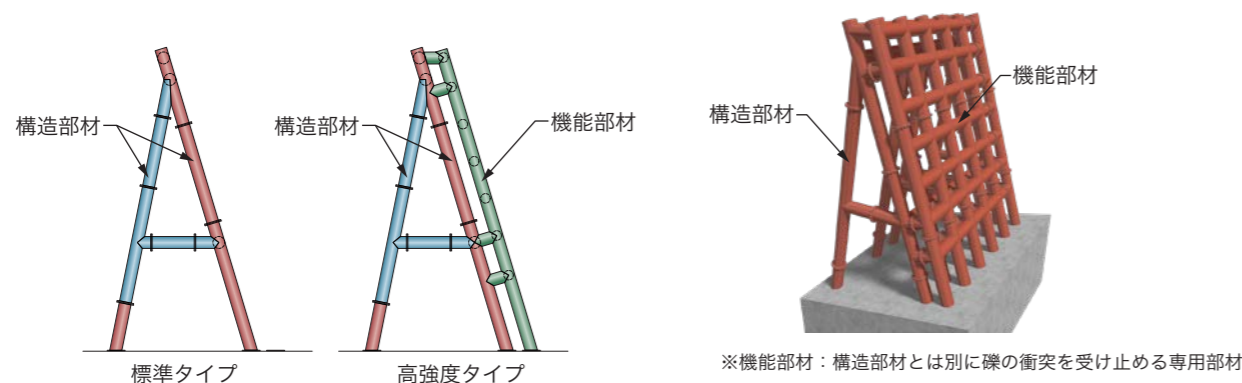 構造部材
標準タイプ
構造部材
機能部材
高強度タイプ
構造部材
機能部材
※機能部材：構造部材とは別に礫の衝突を受け止める専用部材